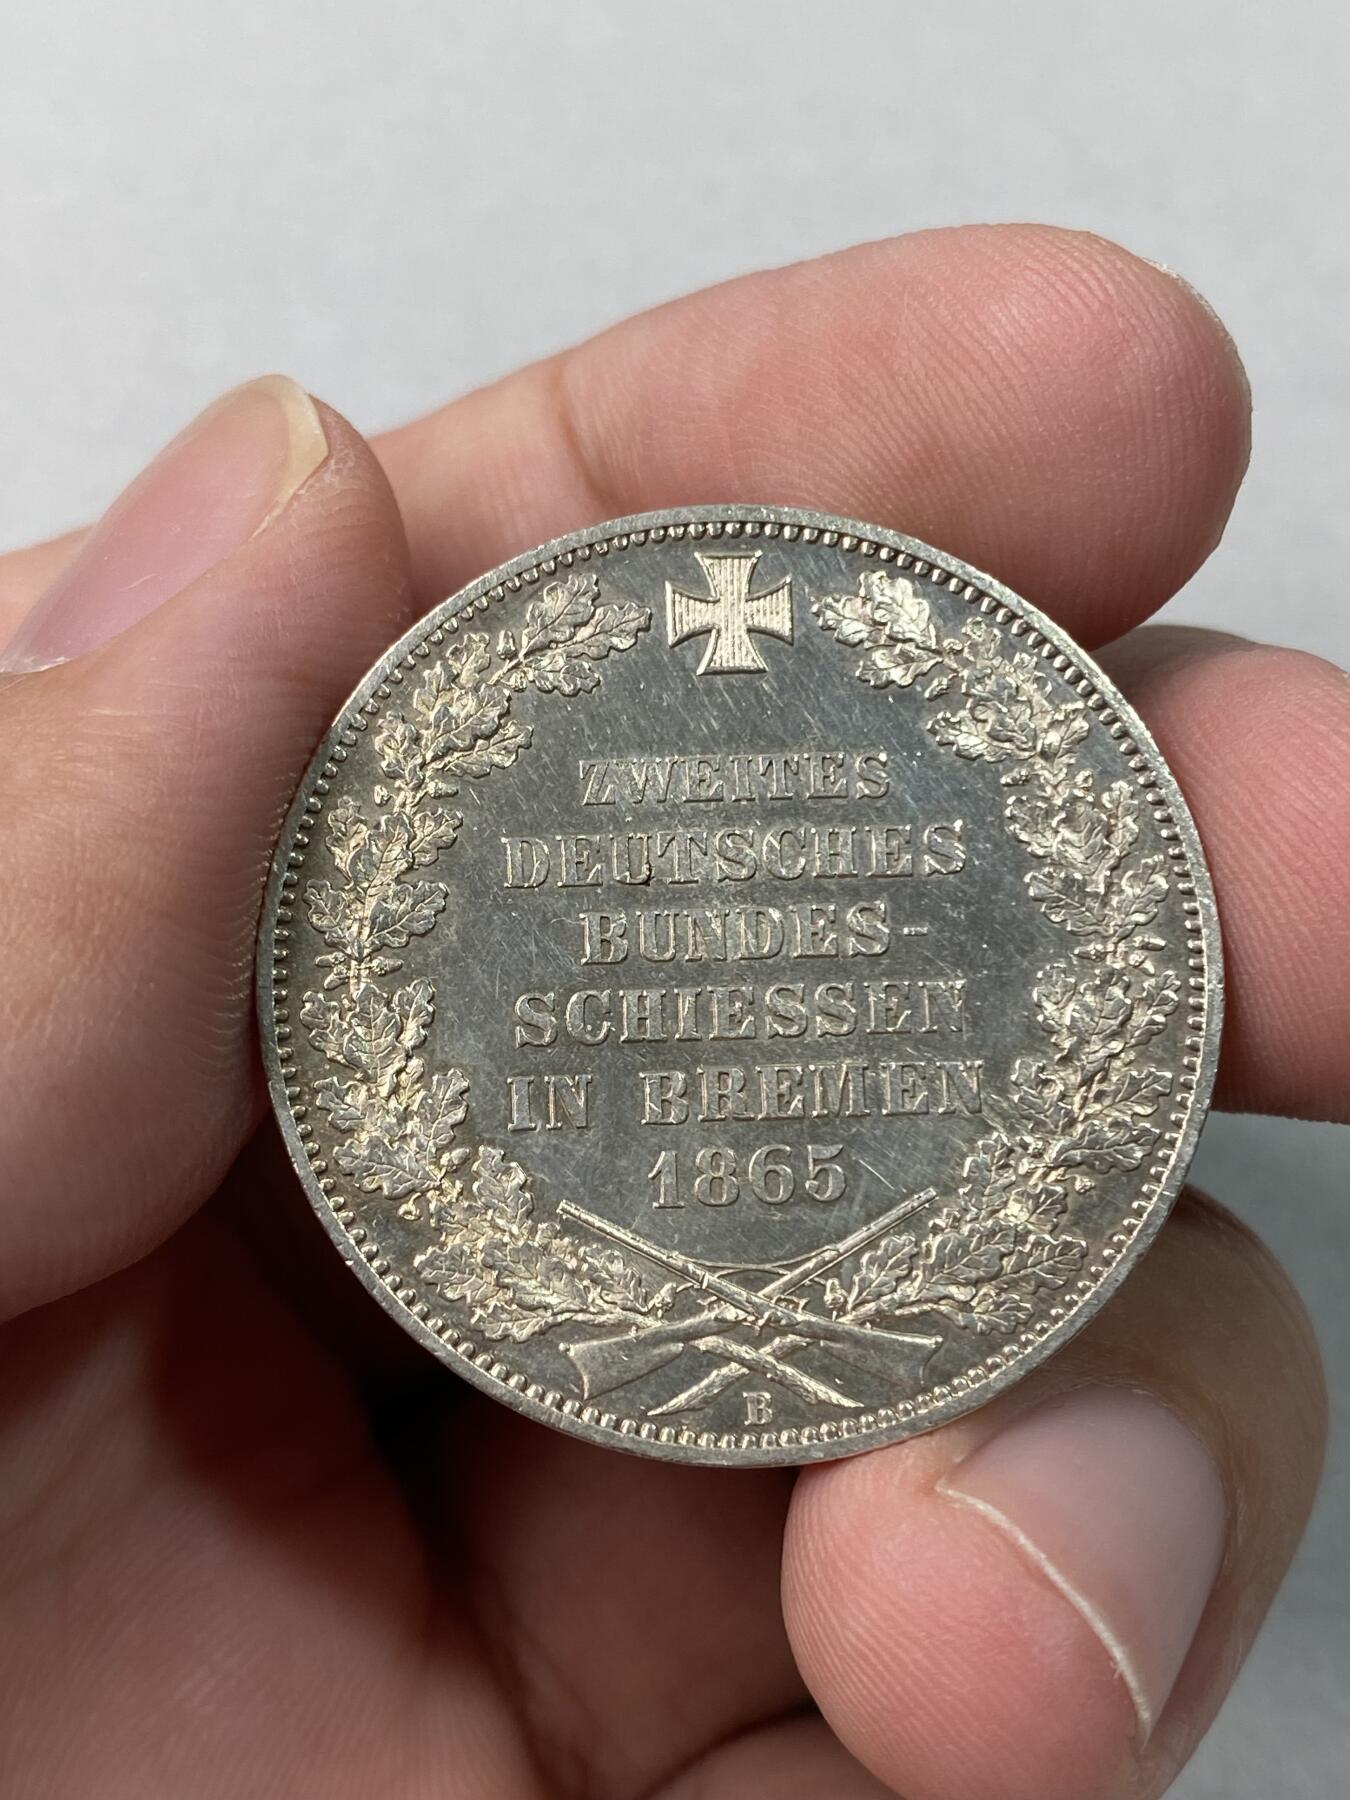 ZWEITES
DEUTSCHES
BUNDES-
SCHIESSEN
IN BREMEN
1865
B